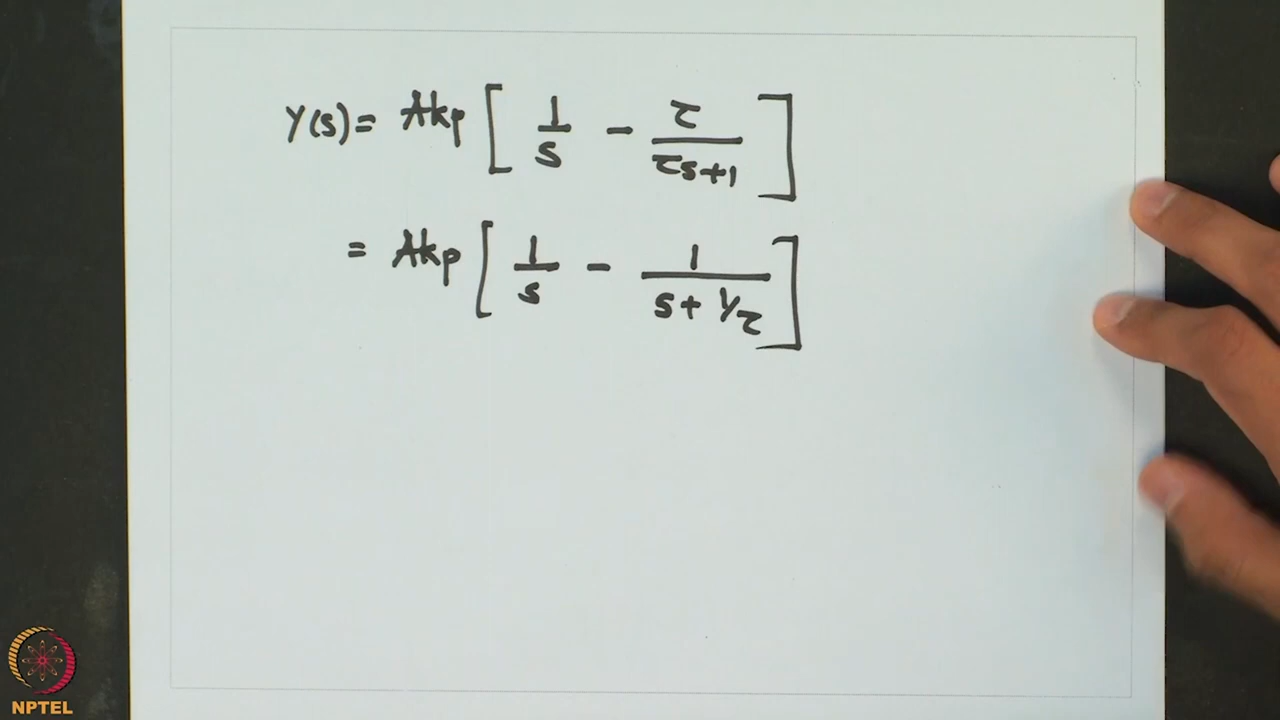 Y(s) = Akp [ 1/s - τ/(τs+1) ]
= Akp [ 1/s - 1/(s + 1/τ) ]
NPTEL